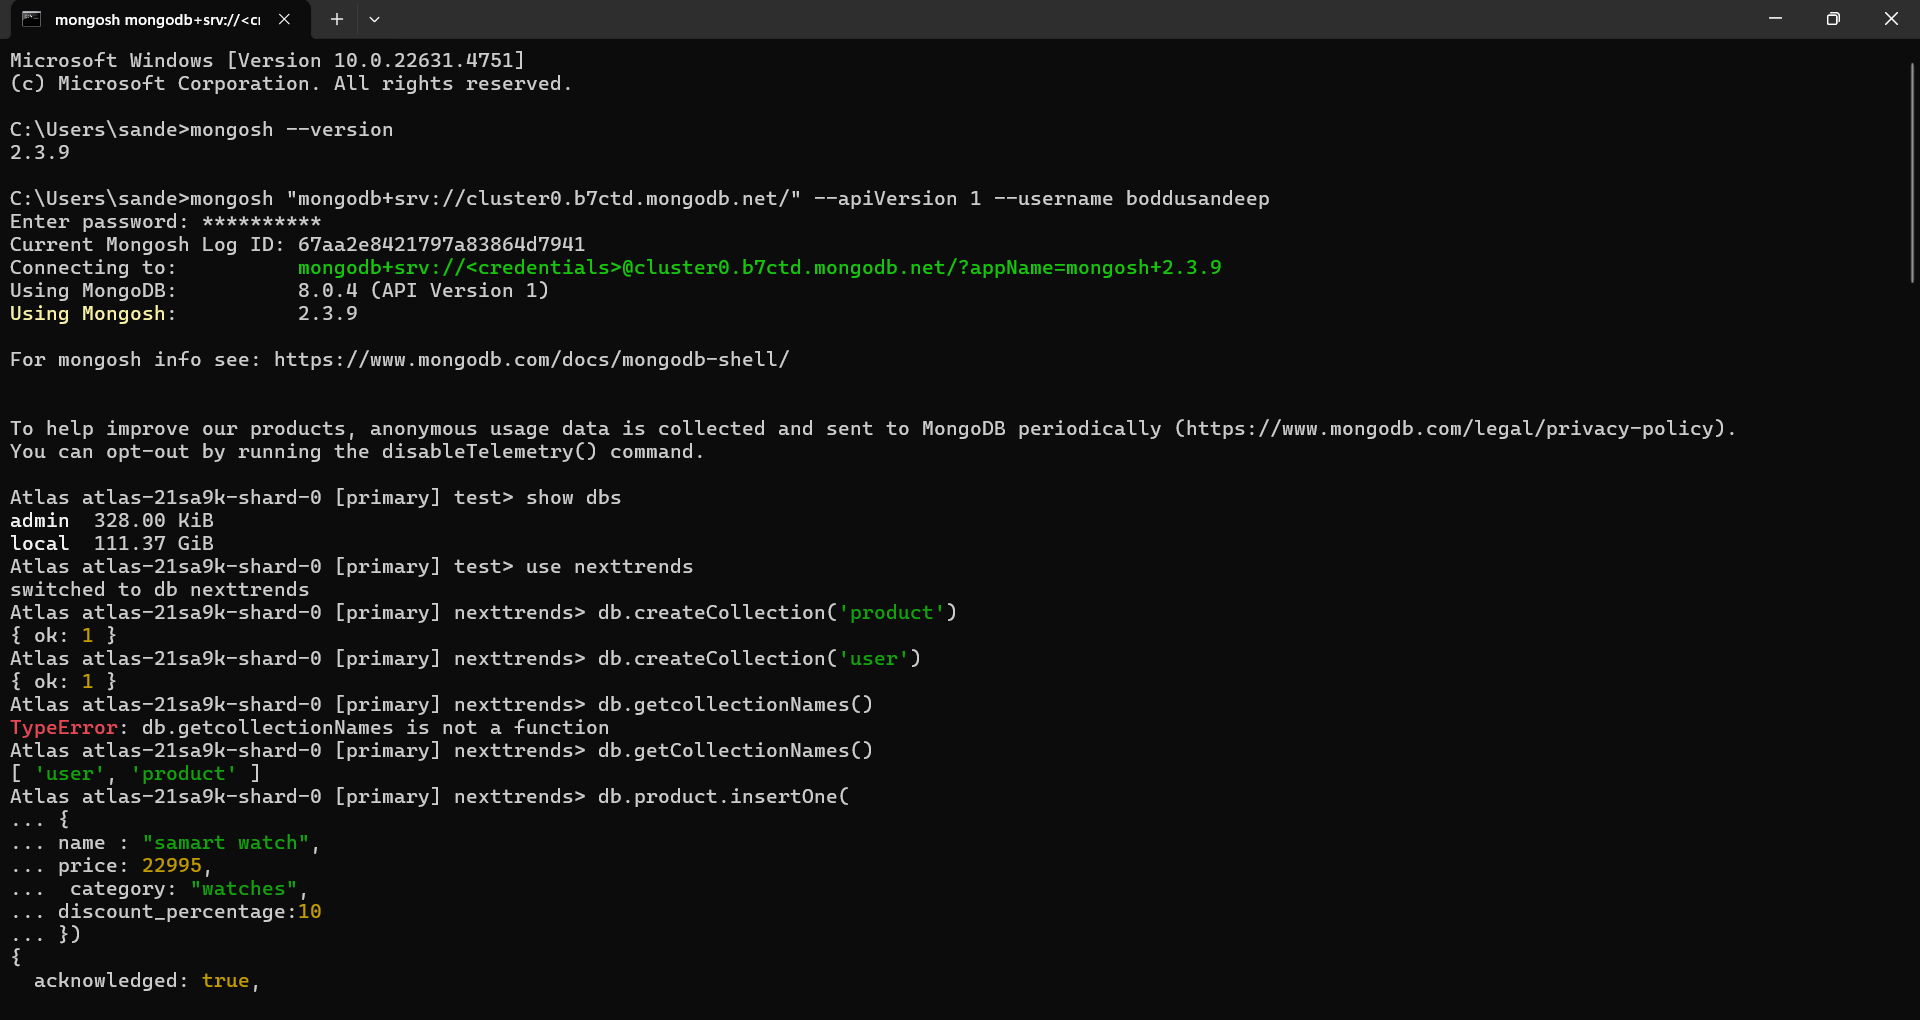 mongosh mongodb+srv://<cr
Microsoft Windows [Version 10.0.22631.4751]
(c) Microsoft Corporation. All rights reserved.
C:\Users\sande>mongosh --version
2.3.9
C:\Users\sande>mongosh "mongodb+srv://cluster0.b7ctd.mongodb.net/" --apiVersion 1 --username boddusandeep
Enter password: **********
Current Mongosh Log ID: 67aa2e8421797a83864d7941
Connecting to:          mongodb+srv://<credentials>@cluster0.b7ctd.mongodb.net/?appName=mongosh+2.3.9
Using MongoDB:          8.0.4 (API Version 1)
Using Mongosh:          2.3.9
For mongosh info see: https://www.mongodb.com/docs/mongodb-shell/
To help improve our products, anonymous usage data is collected and sent to MongoDB periodically (https://www.mongodb.com/legal/privacy-policy).
You can opt-out by running the disableTelemetry() command.
Atlas atlas-21sa9k-shard-0 [primary] test> show dbs
admin  328.00 KiB
local  111.37 GiB
Atlas atlas-21sa9k-shard-0 [primary] test> use nexttrends
switched to db nexttrends
Atlas atlas-21sa9k-shard-0 [primary] nexttrends> db.createCollection('product')
{ ok: 1 }
Atlas atlas-21sa9k-shard-0 [primary] nexttrends> db.createCollection('user')
{ ok: 1 }
Atlas atlas-21sa9k-shard-0 [primary] nexttrends> db.getcollectionNames()
TypeError: db.getcollectionNames is not a function
Atlas atlas-21sa9k-shard-0 [primary] nexttrends> db.getCollectionNames()
[ 'user', 'product' ]
Atlas atlas-21sa9k-shard-0 [primary] nexttrends> db.product.insertOne(
... {
... name : "samart watch",
... price: 22995,
...  category: "watches",
... discount_percentage:10
... })
{
  acknowledged: true,